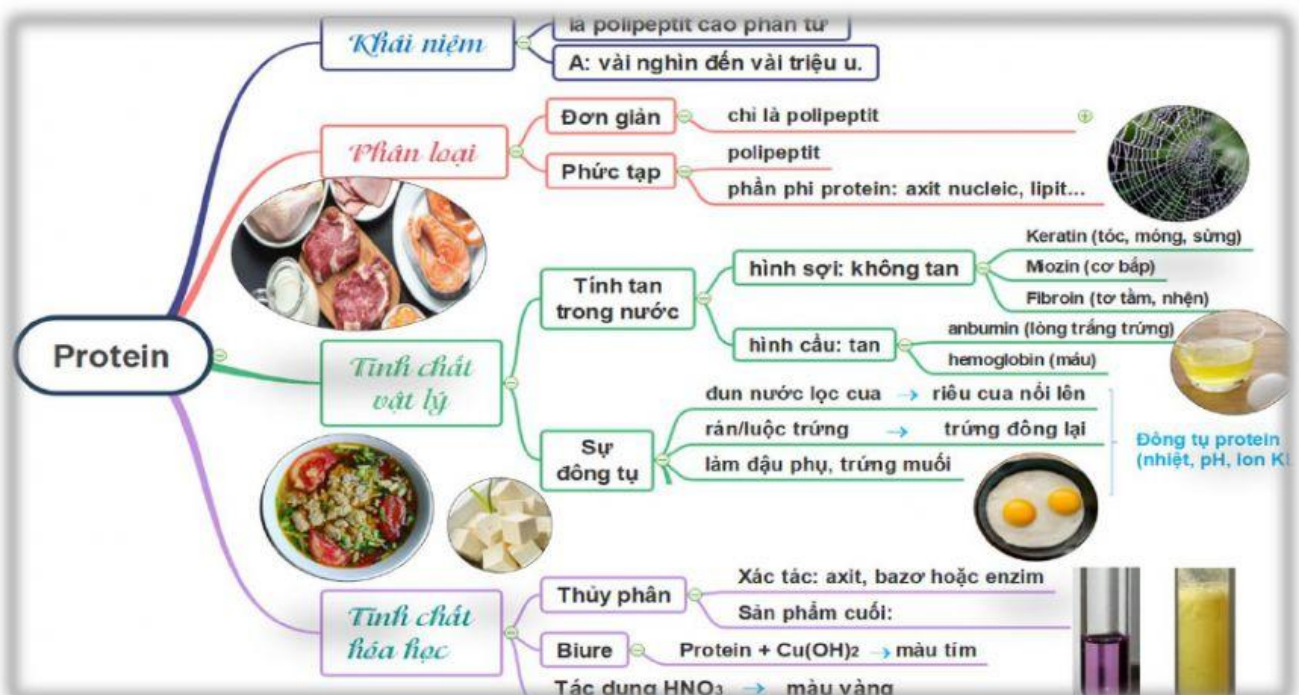 là polipeptit cao phân tử
Khái niệm
A: vài nghìn đến vài triệu u.
Đơn giản
chỉ là polipeptit
Phân loại
polipeptit
Phức tạp
phần phi protein: axit nucleic, lipit...
Keratin (tóc, móng, sừng)
hình sợi: không tan
Miozin (cơ bắp)
Tính tan
trong nước
Fibroin (tơ tằm, nhện)
anbumin (lòng trắng trứng)
hình cầu: tan
hemoglobin (máu)
Protein
Tính chất
vật lý
đun nước lọc cua → riêu cua nổi lên
rán/luộc trứng → trứng đông lại
Sự
đông tụ
làm đậu phụ, trứng muối
Đông tụ protein
(nhiệt, pH, ion
Xác tác: axit, bazơ hoặc enzim
Thủy phân
Sản phẩm cuối:
Tính chất
hóa học
Biure
Protein + Cu(OH)2 → màu tím
Tác dụng HNO3 → màu vàng